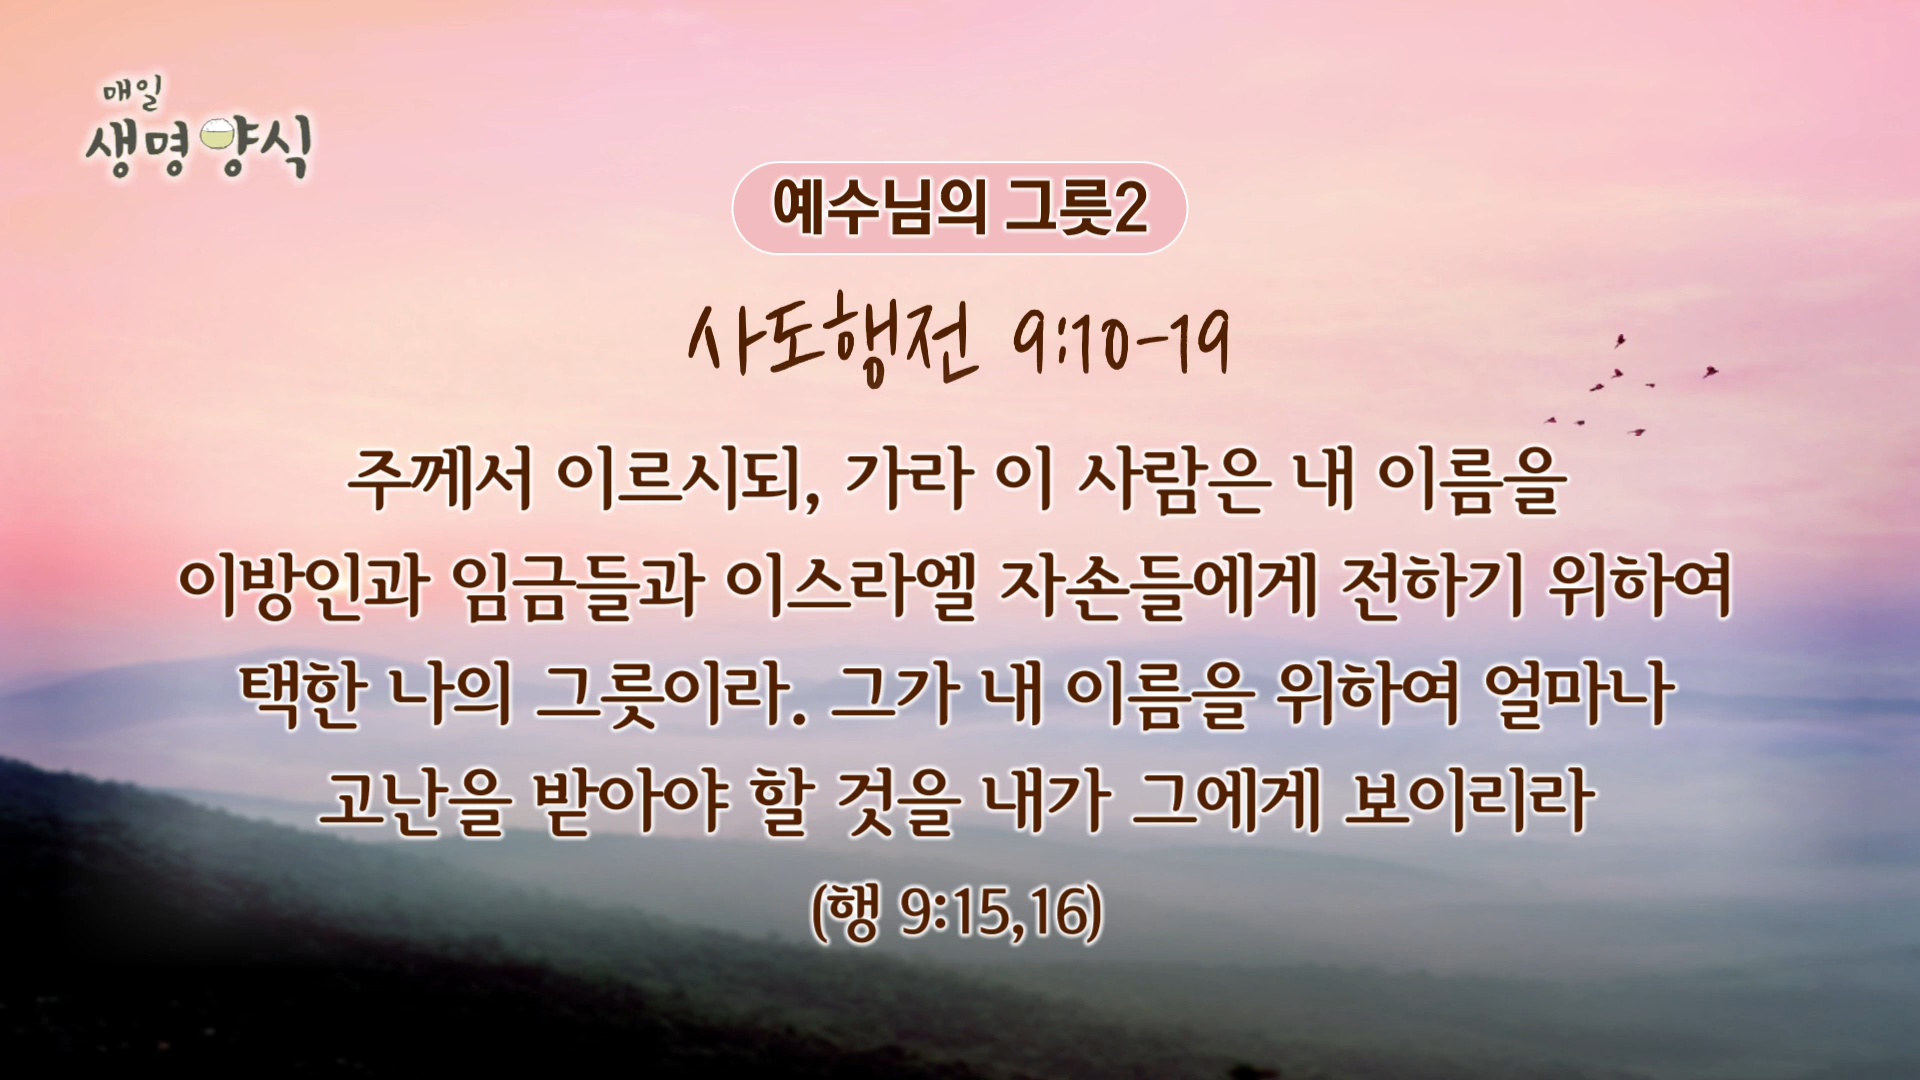 매일
생명양식
예수님의 그릇2
사도행전 9:10-19
주께서 이르시되, 가라 이 사람은 내 이름을
이방인과 임금들과 이스라엘 자손들에게 전하기 위하여
택한 나의 그릇이라. 그가 내 이름을 위하여 얼마나
고난을 받아야 할 것을 내가 그에게 보이리라
(행 9:15,16)